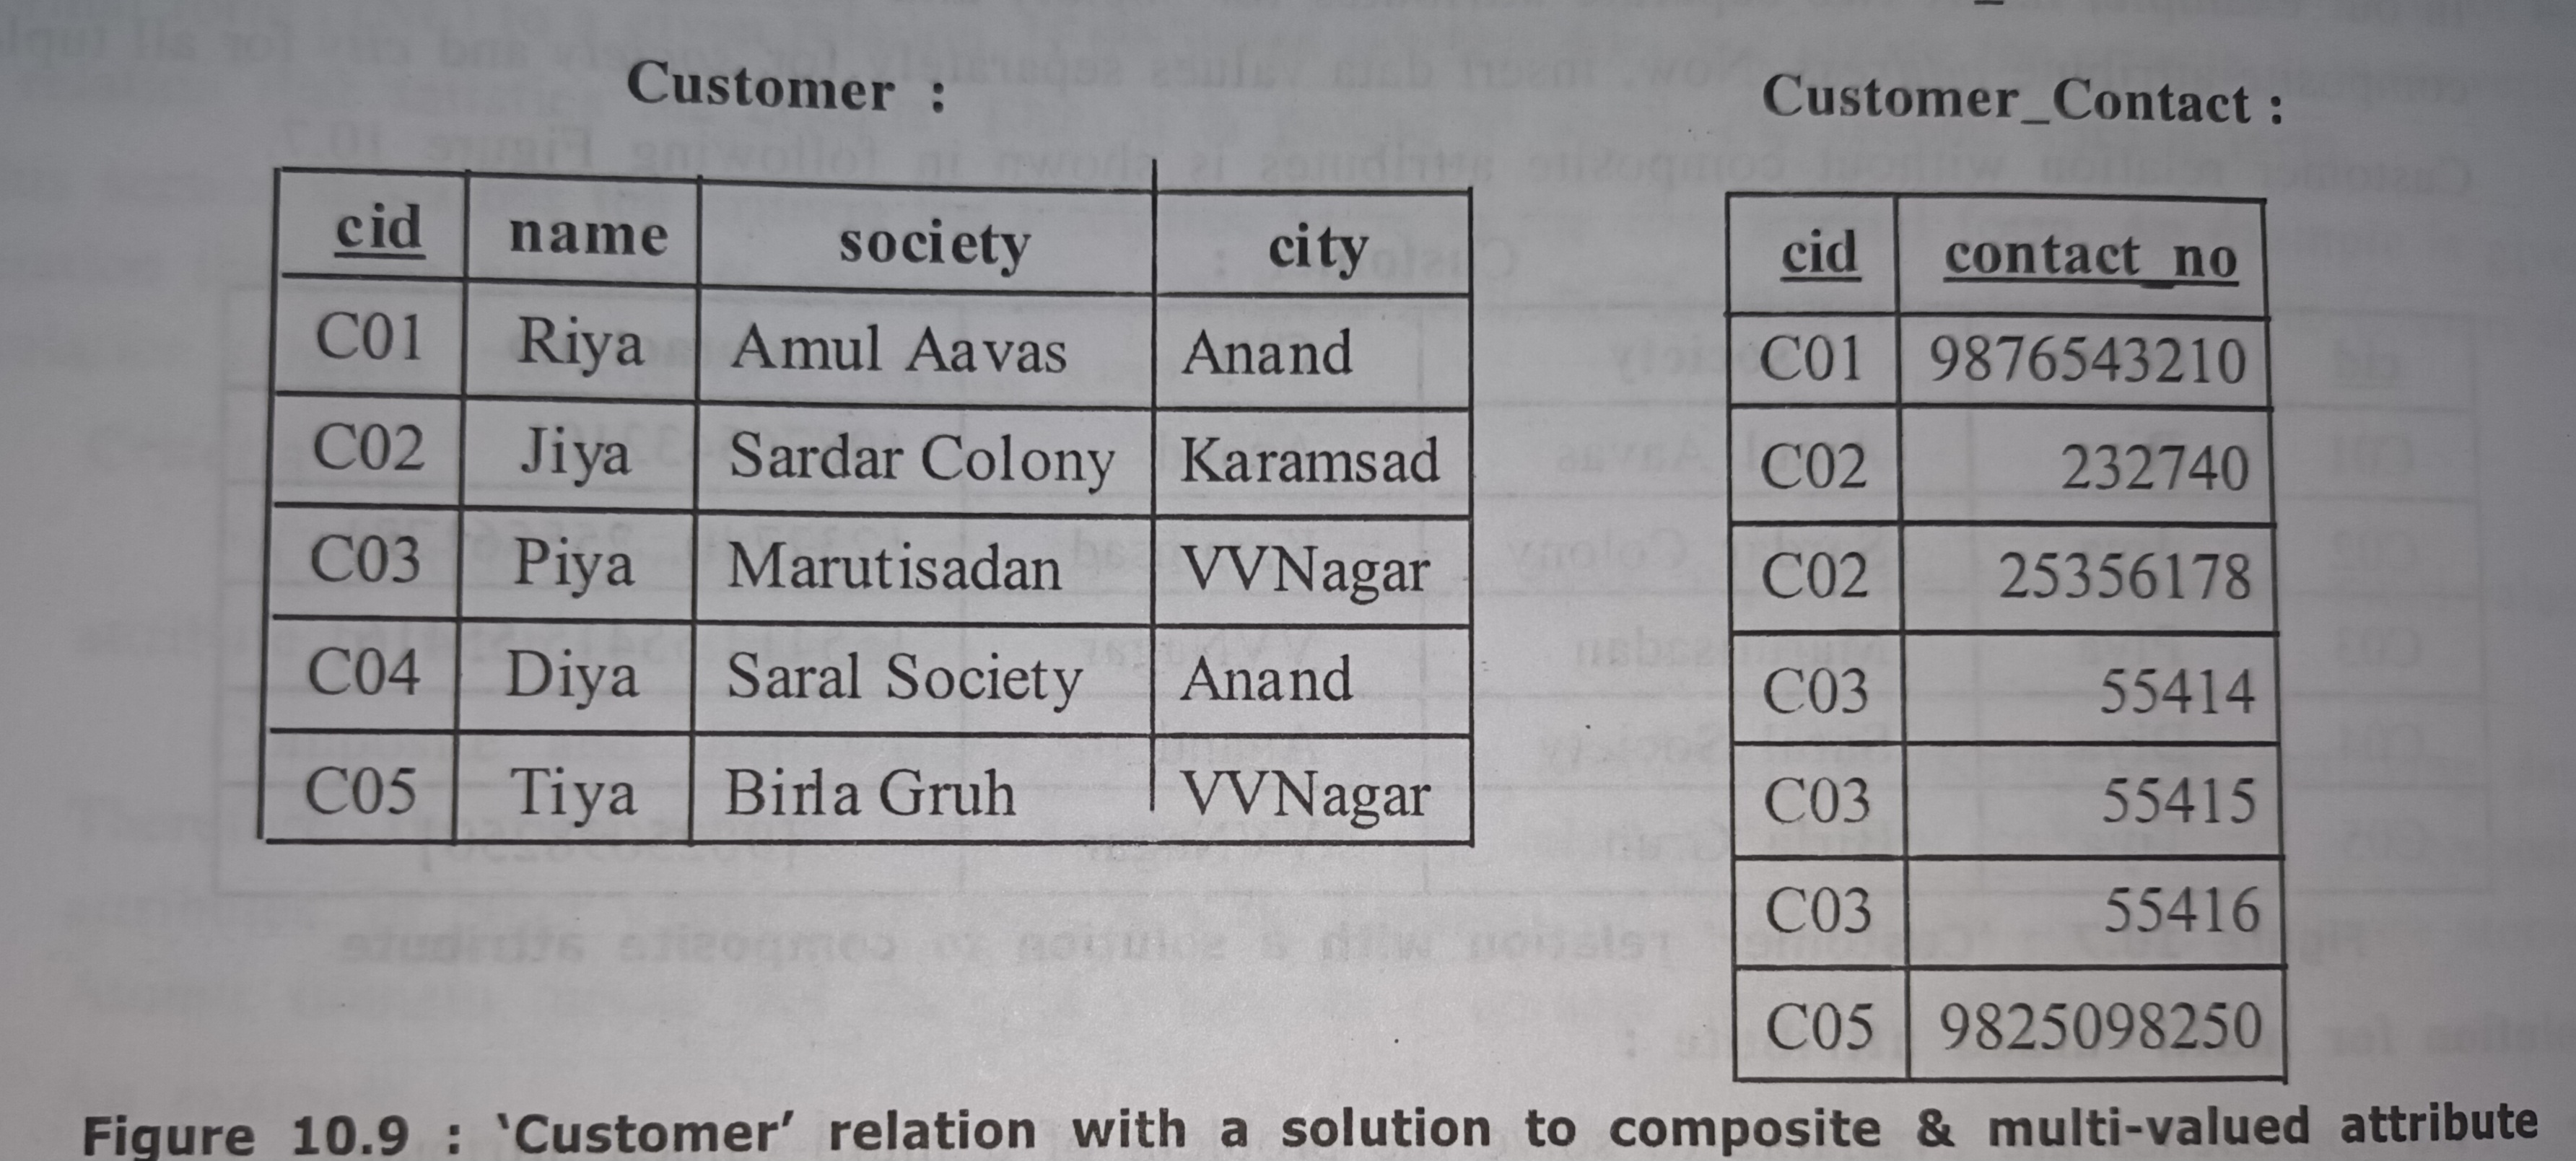 Customer :
cid name society city
C01 Riya Amul Aavas Anand
C02 Jiya Sardar Colony Karamsad
C03 Piya Marutisadan VVNagar
C04 Diya Saral Society Anand
C05 Tiya Birla Gruh VVNagar
Customer_Contact :
cid contact_no
C01 9876543210
C02 232740
C02 25356178
C03 55414
C03 55415
C03 55416
C05 9825098250
Figure 10.9 : ‘Customer’ relation with a solution to composite & multi-valued attribute